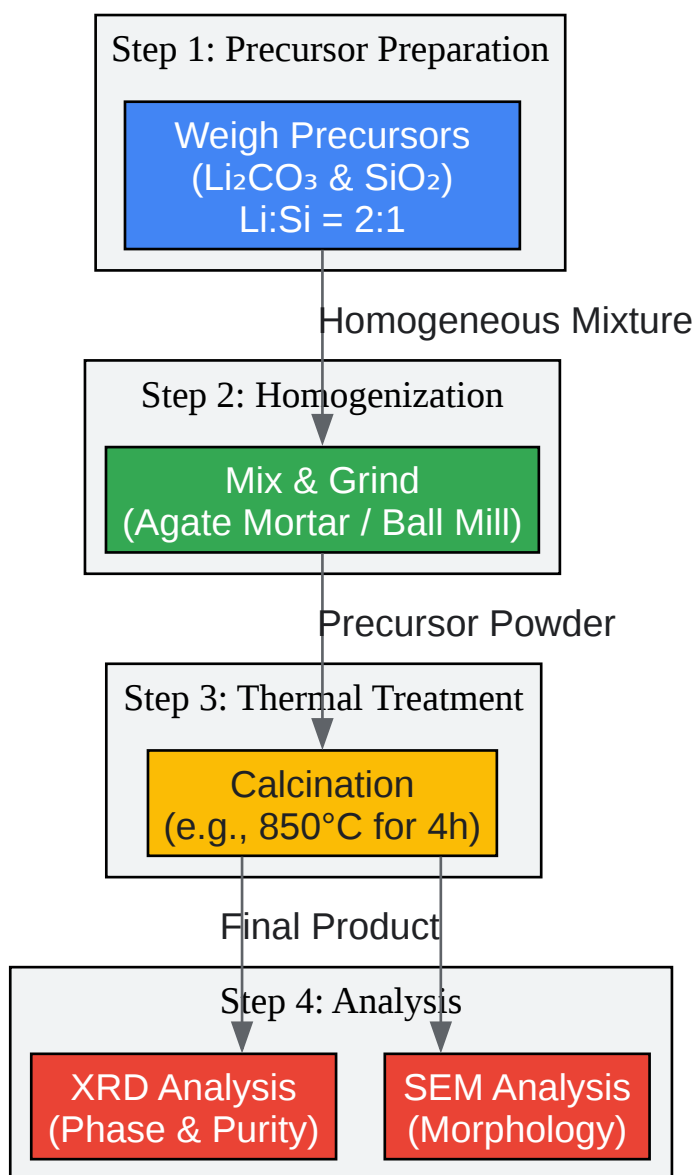 Step 1: Precursor Preparation
Weigh Precursors
(Li₂CO₃ & SiO₂)
Li:Si = 2:1
Homogeneous Mixture
Step 2: Homogenization
Mix & Grind
(Agate Mortar / Ball Mill)
Precursor Powder
Step 3: Thermal Treatment
Calcination
(e.g., 850°C for 4h)
Final Product
Step 4: Analysis
XRD Analysis
(Phase & Purity)
SEM Analysis
(Morphology)